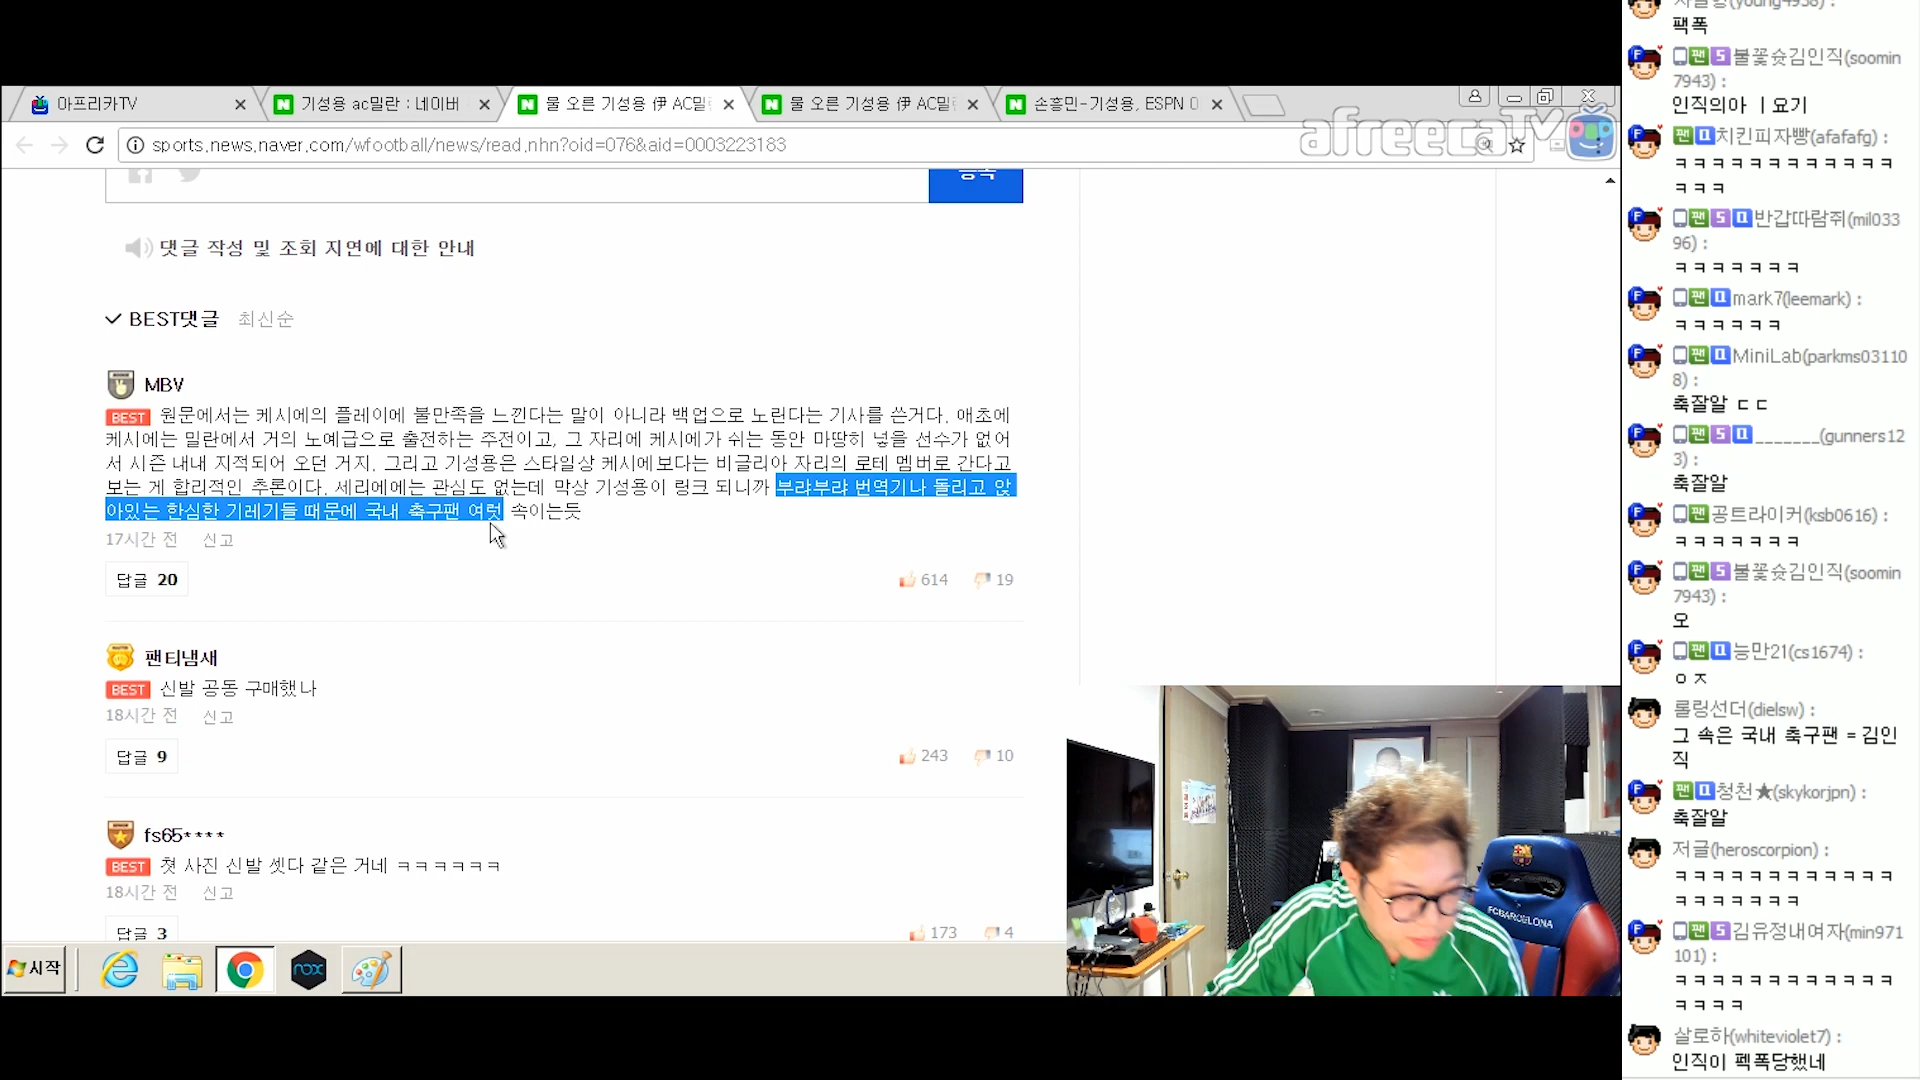 아프리카TV
기성용 ac밀란 : 네이버
물 오른 기성용 伊 AC밀
물 오른 기성용 伊 AC밀
손흥민-기성용, ESPN
afreecaTV
sports.news.naver.com/wfootball/news/read.nhn?oid=076&aid=0003223183
등록
댓글 작성 및 조회 지연에 대한 안내
BEST댓글 최신순
MBV
BEST 원문에서는 케시에의 플레이에 불만족을 느낀다는 말이 아니라 백업으로 노린다는 기사를 쓴거다. 애초에
케시에는 밀란에서 거의 노예급으로 출전하는 주전이고, 그 자리에 케시에가 쉬는 동안 마땅히 넣을 선수가 없어
서 시즌 내내 지적되어 오던 거지. 그리고 기성용은 스타일상 케시에보다는 비글리아 자리의 로테 멤버로 간다고
보는 게 합리적인 추론이다. 세리에에는 관심도 없는데 막상 기성용이 링크 되니까 부랴부랴 번역기나 돌리고 앉
아있는 한심한 기레기들 때문에 국내 축구팬 여럿 속이는듯
17시간 전 신고
답글 20
614 19
팬티냄새
BEST 신발 공동 구매했나
18시간 전 신고
답글 9
243 10
fs65****
BEST 쳣 사진 신발 셋다 같은 거네 ㅋㅋㅋㅋㅋㅋ
18시간 전 신고
답글 3
173 4
시작
nox
FCBARCELONA
(young4938) :
팩폭
팬 S 불꽃슛김인직(soomin
7943) :
인직의아 ㅣ요기
팬 치킨피자빵(afafafg) :
ㅋㅋㅋㅋㅋㅋㅋㅋㅋㅋㅋㅋ
ㅋㅋㅋ
팬 S 반갑따람쥐(mil033
96) :
ㅋㅋㅋㅋㅋㅋㅋ
팬 mark7(leemark) :
ㅋㅋㅋㅋㅋㅋ
팬 MiniLab(parkms03110
8) :
축잘알 ㄷㄷ
팬 S _______(gunners12
3) :
축잘알
팬 공트라이커(ksb0616) :
ㅋㅋㅋㅋㅋㅋㅋ
팬 S 불꽃슛김인직(soomin
7943) :
오
팬 능만21(cs1674) :
ㅇㅈ
롤링선더(dielsw) :
그 속은 국내 축구팬 = 김인
직
팬 청천★(skykorjpn) :
축잘알
저글(heroscorpion) :
ㅋㅋㅋㅋㅋㅋㅋㅋㅋㅋㅋㅋ
ㅋㅋㅋㅋㅋㅋㅋ
팬 S 김유정내여자(min971
101) :
ㅋㅋㅋㅋㅋㅋㅋㅋㅋㅋㅋㅋ
ㅋㅋㅋㅋ
살로하(whiteviolet7) :
인직이 펙폭당했네